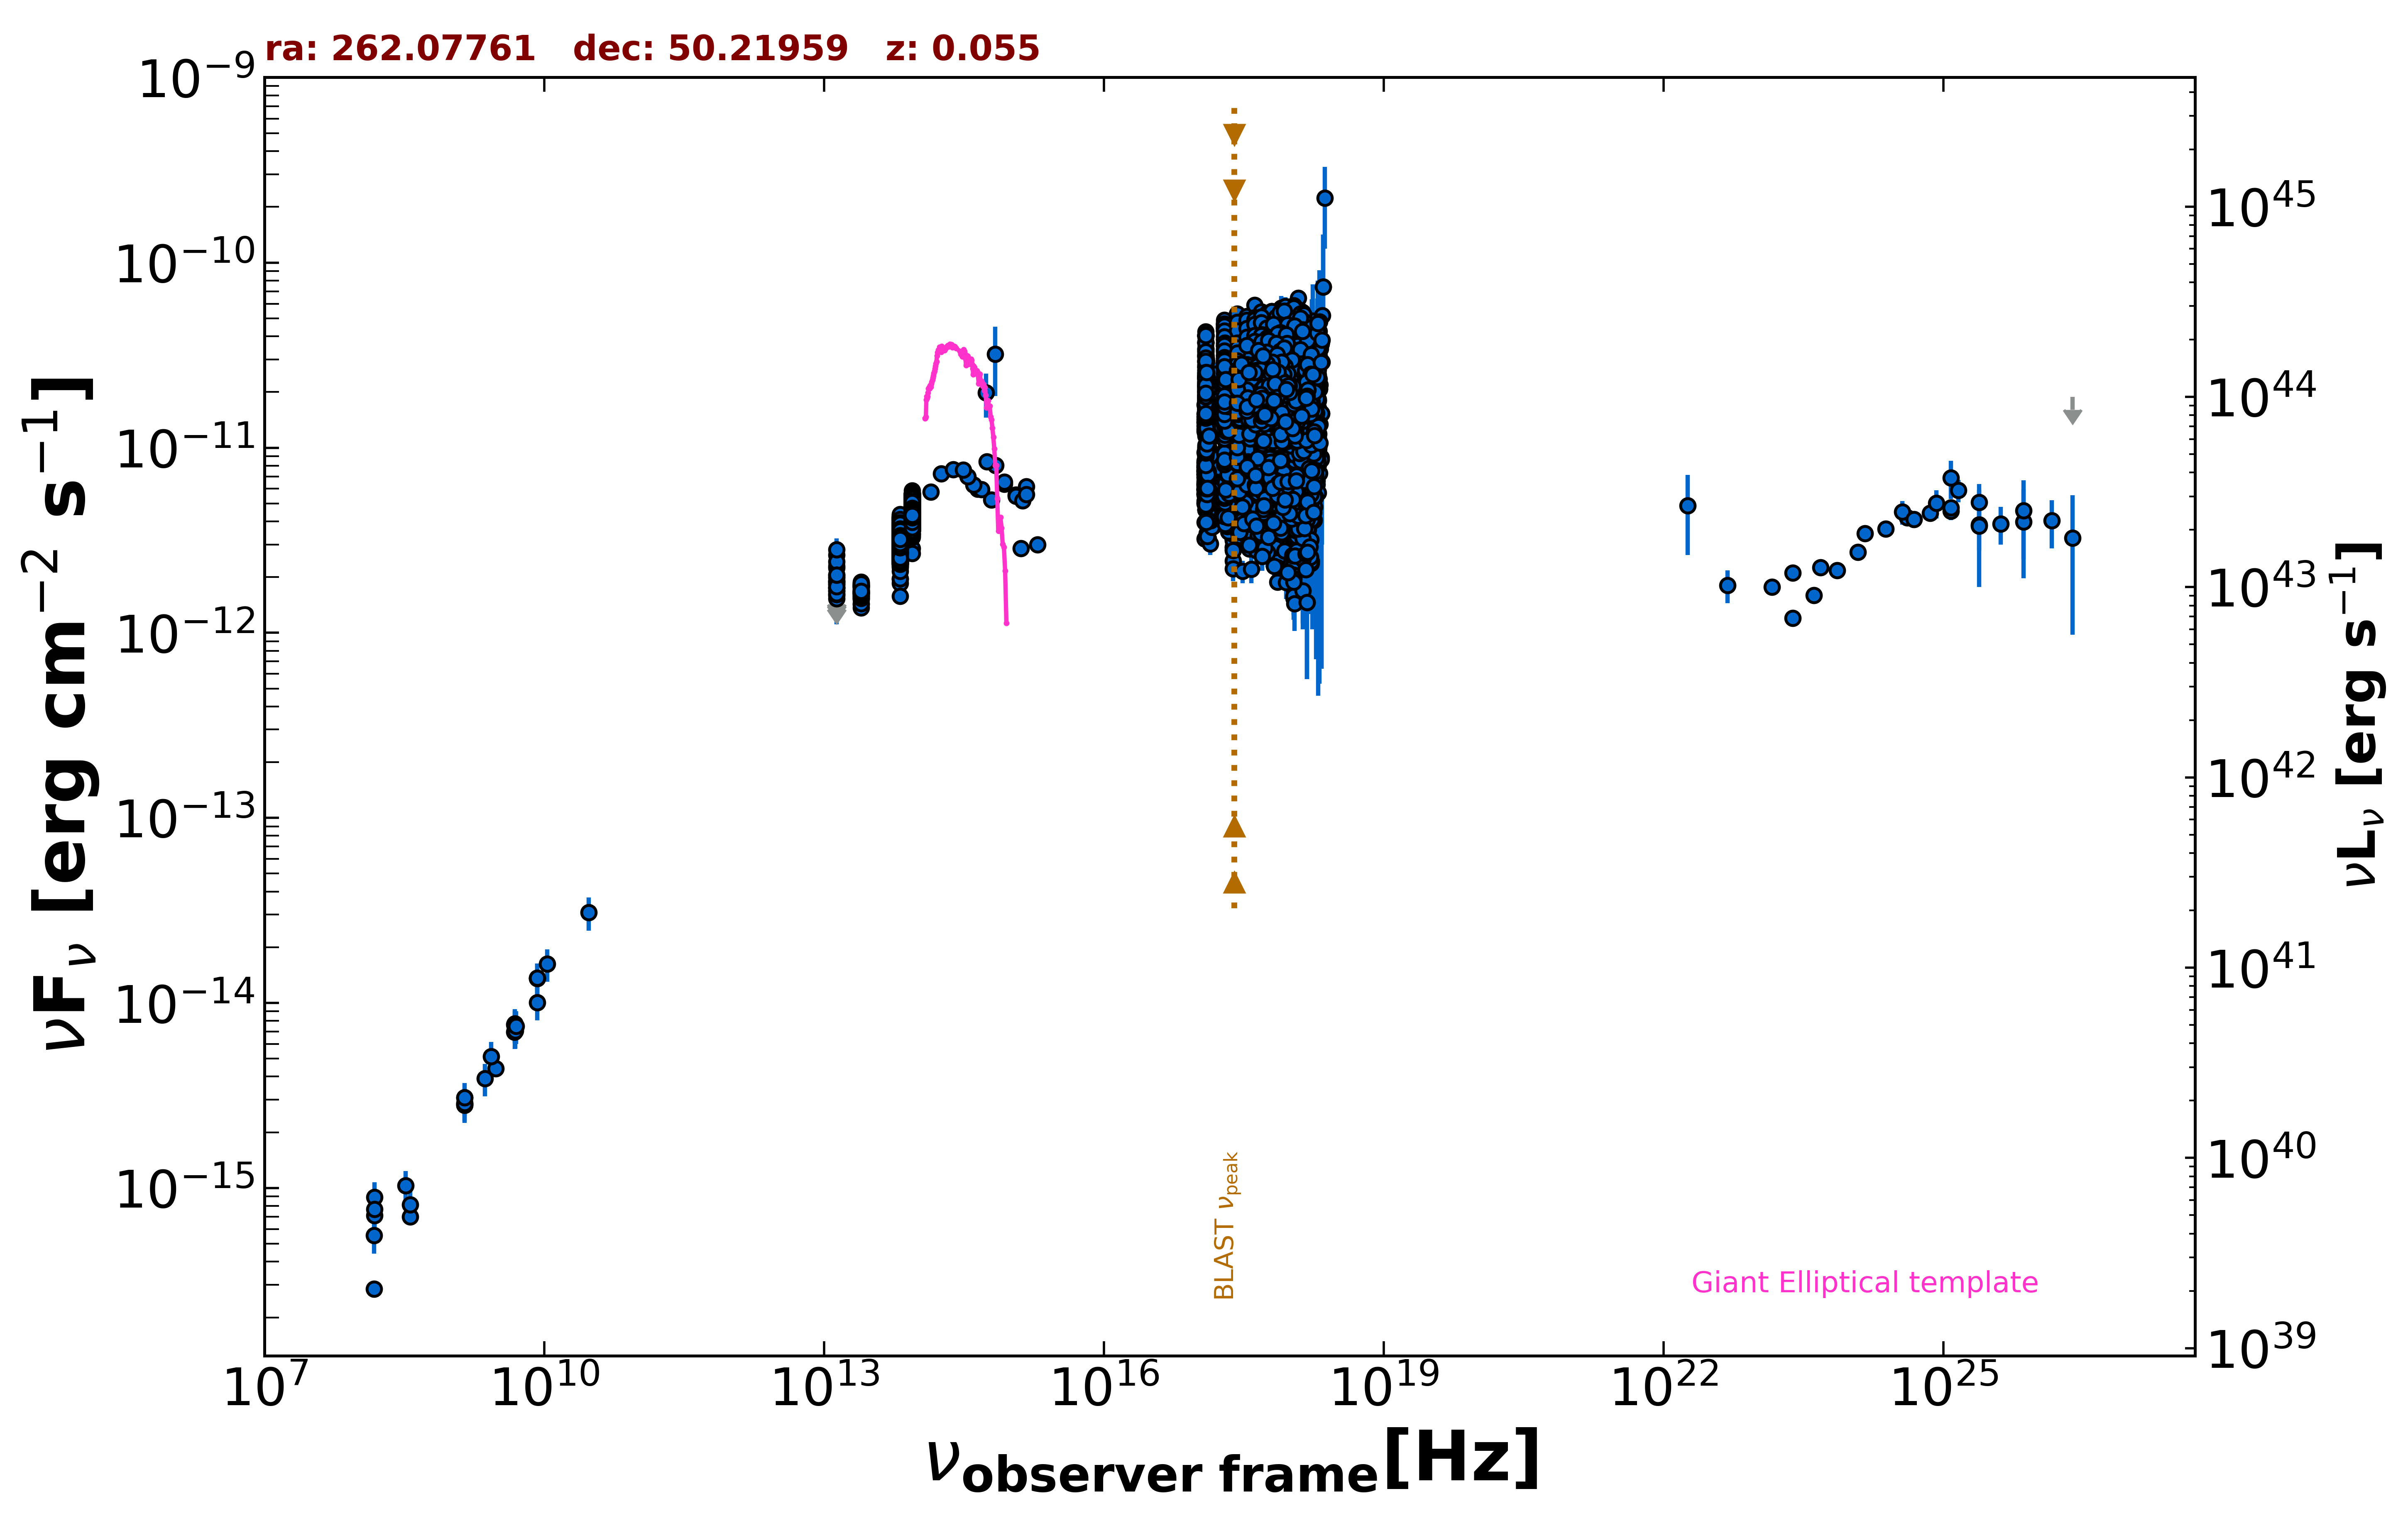 ra: 262.07761   dec: 50.21959   z: 0.055
10⁻⁹
10⁻¹⁰
10⁻¹¹
10⁻¹²
10⁻¹³
10⁻¹⁴
10⁻¹⁵
νFν [erg cm⁻² s⁻¹]
10⁴⁵
10⁴⁴
10⁴³
10⁴²
10⁴¹
10⁴⁰
10³⁹
νLν [erg s⁻¹]
BLAST νpeak
Giant Elliptical template
10⁷ 10¹⁰ 10¹³ 10¹⁶ 10¹⁹ 10²² 10²⁵
νobserver frame[Hz]